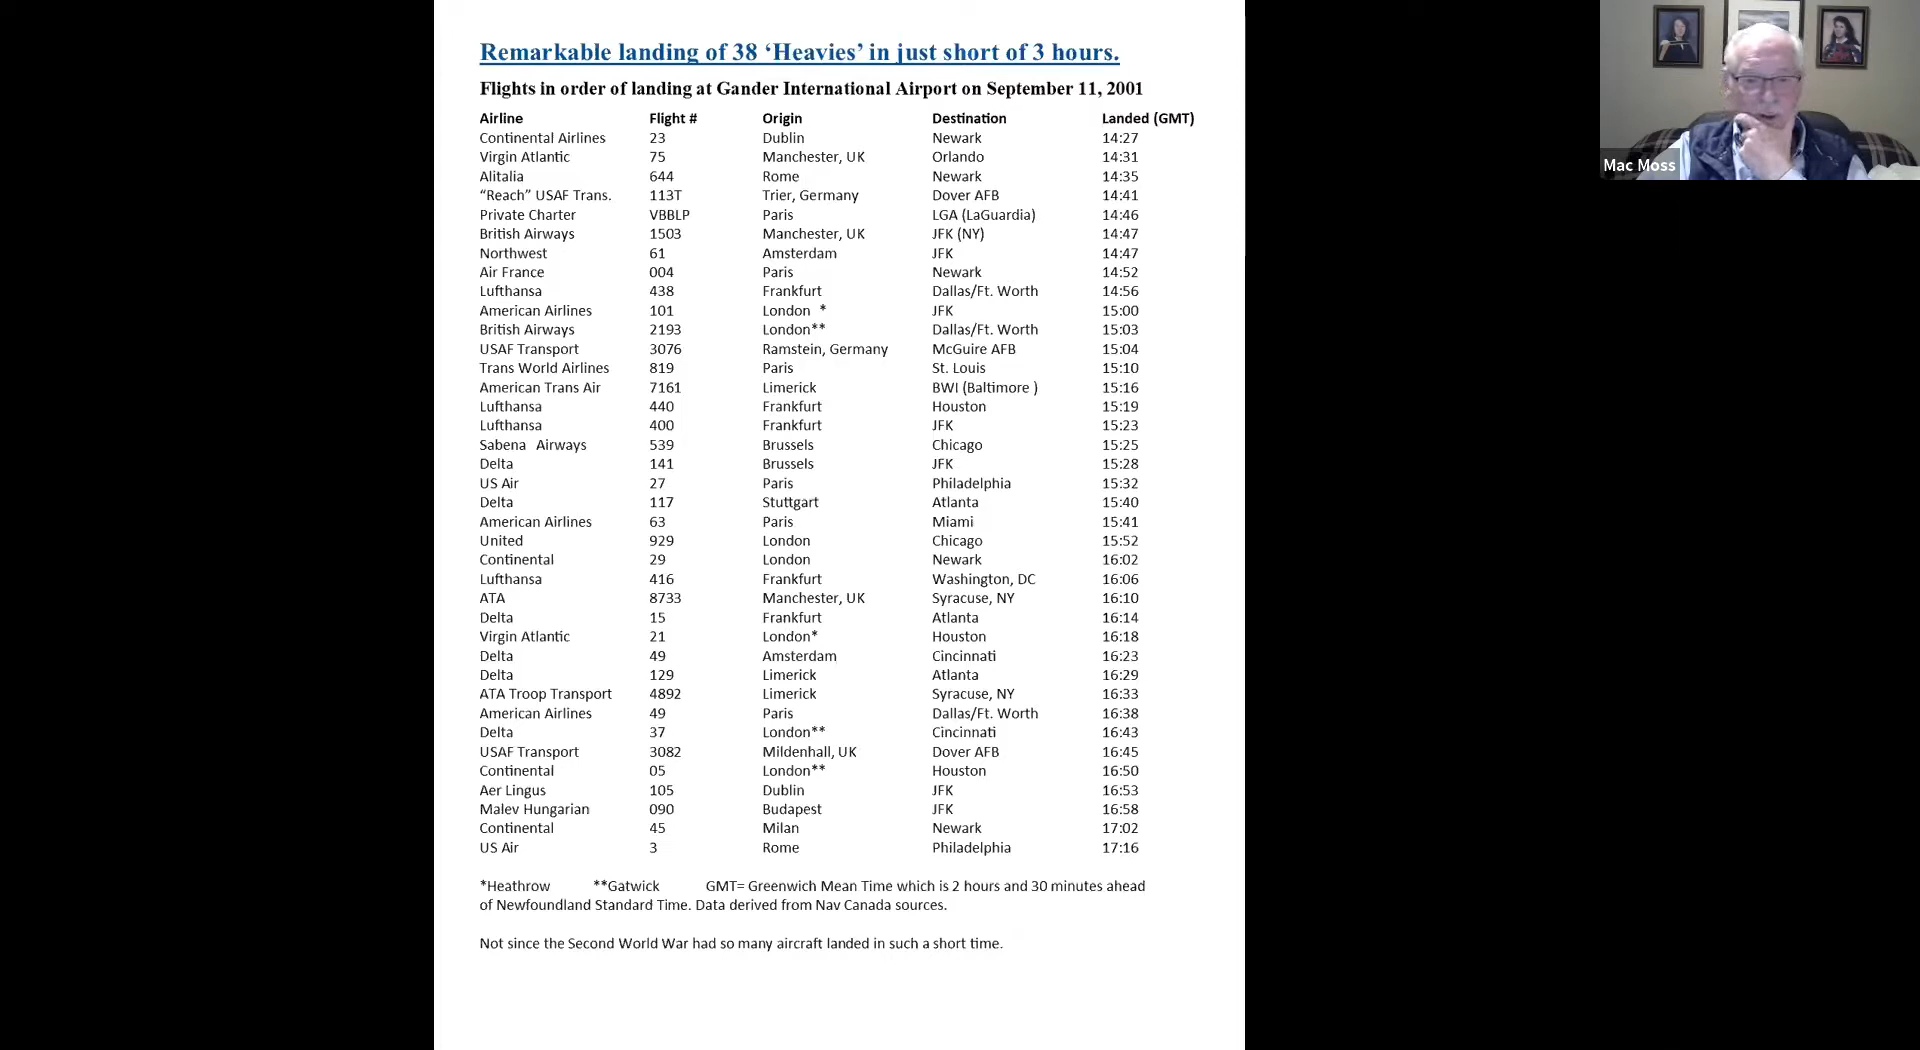 Remarkable landing of 38 ‘Heavies’ in just short of 3 hours.
Flights in order of landing at Gander International Airport on September 11, 2001
Airline Flight # Origin Destination Landed (GMT)
Continental Airlines 23 Dublin Newark 14:27
Virgin Atlantic 75 Manchester, UK Orlando 14:31
Alitalia 644 Rome Newark 14:35
“Reach” USAF Trans. 113T Trier, Germany Dover AFB 14:41
Private Charter VBBLP Paris LGA (LaGuardia) 14:46
British Airways 1503 Manchester, UK JFK (NY) 14:47
Northwest 61 Amsterdam JFK 14:47
Air France 004 Paris Newark 14:52
Lufthansa 438 Frankfurt Dallas/Ft. Worth 14:56
American Airlines 101 London * JFK 15:00
British Airways 2193 London** Dallas/Ft. Worth 15:03
USAF Transport 3076 Ramstein, Germany McGuire AFB 15:04
Trans World Airlines 819 Paris St. Louis 15:10
American Trans Air 7161 Limerick BWI (Baltimore ) 15:16
Lufthansa 440 Frankfurt Houston 15:19
Lufthansa 400 Frankfurt JFK 15:23
Sabena Airways 539 Brussels Chicago 15:25
Delta 141 Brussels JFK 15:28
US Air 27 Paris Philadelphia 15:32
Delta 117 Stuttgart Atlanta 15:40
American Airlines 63 Paris Miami 15:41
United 929 London Chicago 15:52
Continental 29 London Newark 16:02
Lufthansa 416 Frankfurt Washington, DC 16:06
ATA 8733 Manchester, UK Syracuse, NY 16:10
Delta 15 Frankfurt Atlanta 16:14
Virgin Atlantic 21 London* Houston 16:18
Delta 49 Amsterdam Cincinnati 16:23
Delta 129 Limerick Atlanta 16:29
ATA Troop Transport 4892 Limerick Syracuse, NY 16:33
American Airlines 49 Paris Dallas/Ft. Worth 16:38
Delta 37 London** Cincinnati 16:43
USAF Transport 3082 Mildenhall, UK Dover AFB 16:45
Continental 05 London** Houston 16:50
Aer Lingus 105 Dublin JFK 16:53
Malev Hungarian 090 Budapest JFK 16:58
Continental 45 Milan Newark 17:02
US Air 3 Rome Philadelphia 17:16
*Heathrow **Gatwick GMT= Greenwich Mean Time which is 2 hours and 30 minutes ahead
of Newfoundland Standard Time. Data derived from Nav Canada sources.
Not since the Second World War had so many aircraft landed in such a short time.
Mac Moss